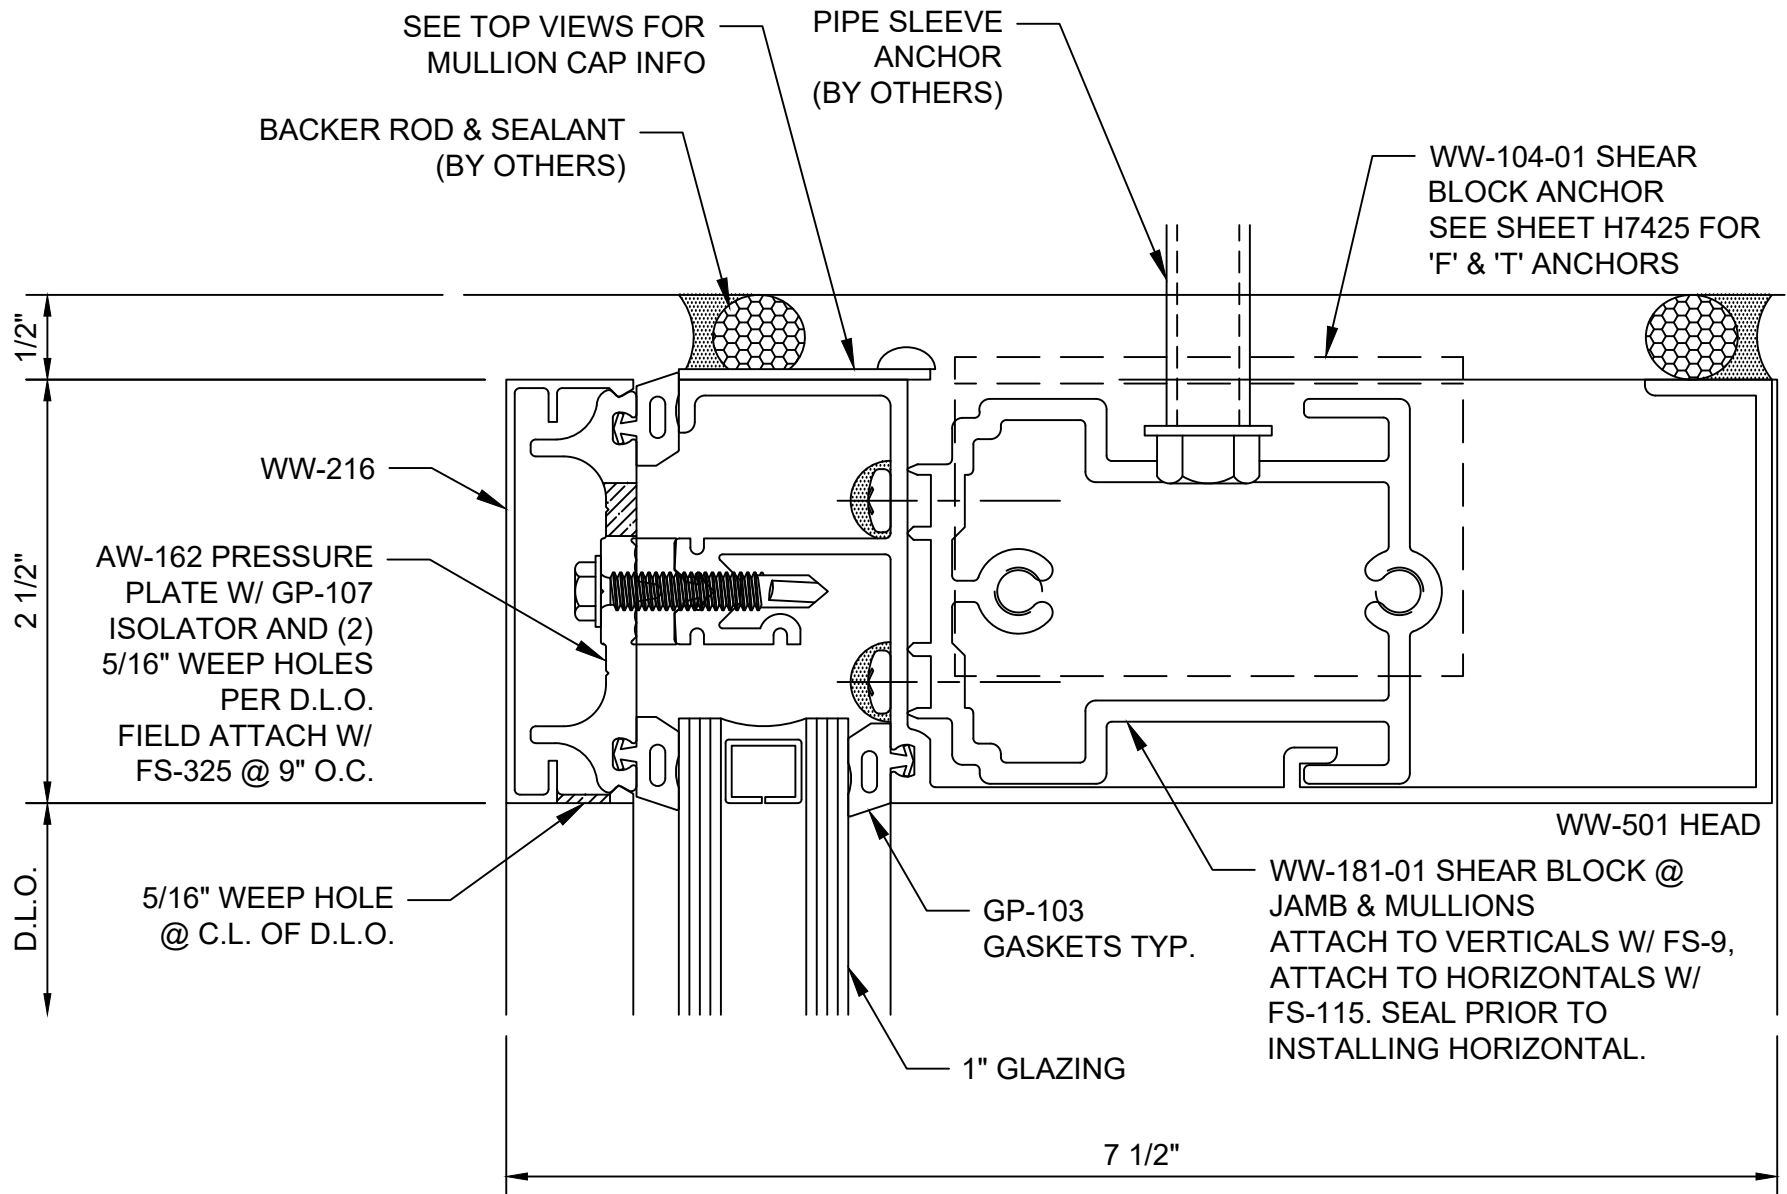 SEE TOP VIEWS FOR
MULLION CAP INFO
PIPE SLEEVE
ANCHOR
(BY OTHERS)
BACKER ROD & SEALANT
(BY OTHERS)
WW-104-01 SHEAR
BLOCK ANCHOR
SEE SHEET H7425 FOR
'F' & 'T' ANCHORS
1/2"
2 1/2"
D.L.O.
WW-216
AW-162 PRESSURE
PLATE W/ GP-107
ISOLATOR AND (2)
5/16" WEEP HOLES
PER D.L.O.
FIELD ATTACH W/
FS-325 @ 9" O.C.
5/16" WEEP HOLE
@ C.L. OF D.L.O.
GP-103
GASKETS TYP.
1" GLAZING
WW-501 HEAD
WW-181-01 SHEAR BLOCK @
JAMB & MULLIONS
ATTACH TO VERTICALS W/ FS-9,
ATTACH TO HORIZONTALS W/
FS-115. SEAL PRIOR TO
INSTALLING HORIZONTAL.
7 1/2"